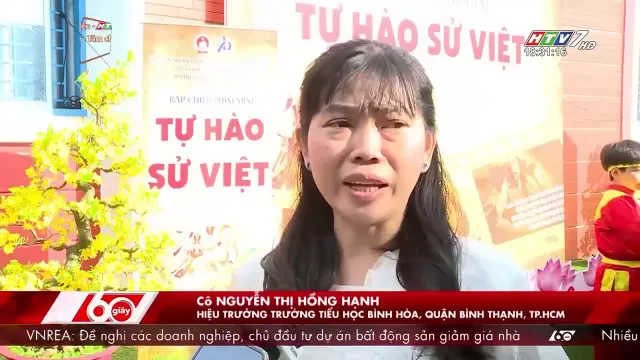 HTV7 HD
18:31:16
TỰ HÀO SỬ VIỆT
TỰ HÀO
SỬ VIỆT
60 giây
Cô NGUYỄN THỊ HỒNG HẠNH
HIỆU TRƯỞNG TRƯỜNG TIỂU HỌC BÌNH HÒA, QUẬN BÌNH THẠNH, TP.HCM
VNREA: Đề nghị các doanh nghiệp, chủ đầu tư dự án bất động sản giảm giá nhà
60
Nhiều